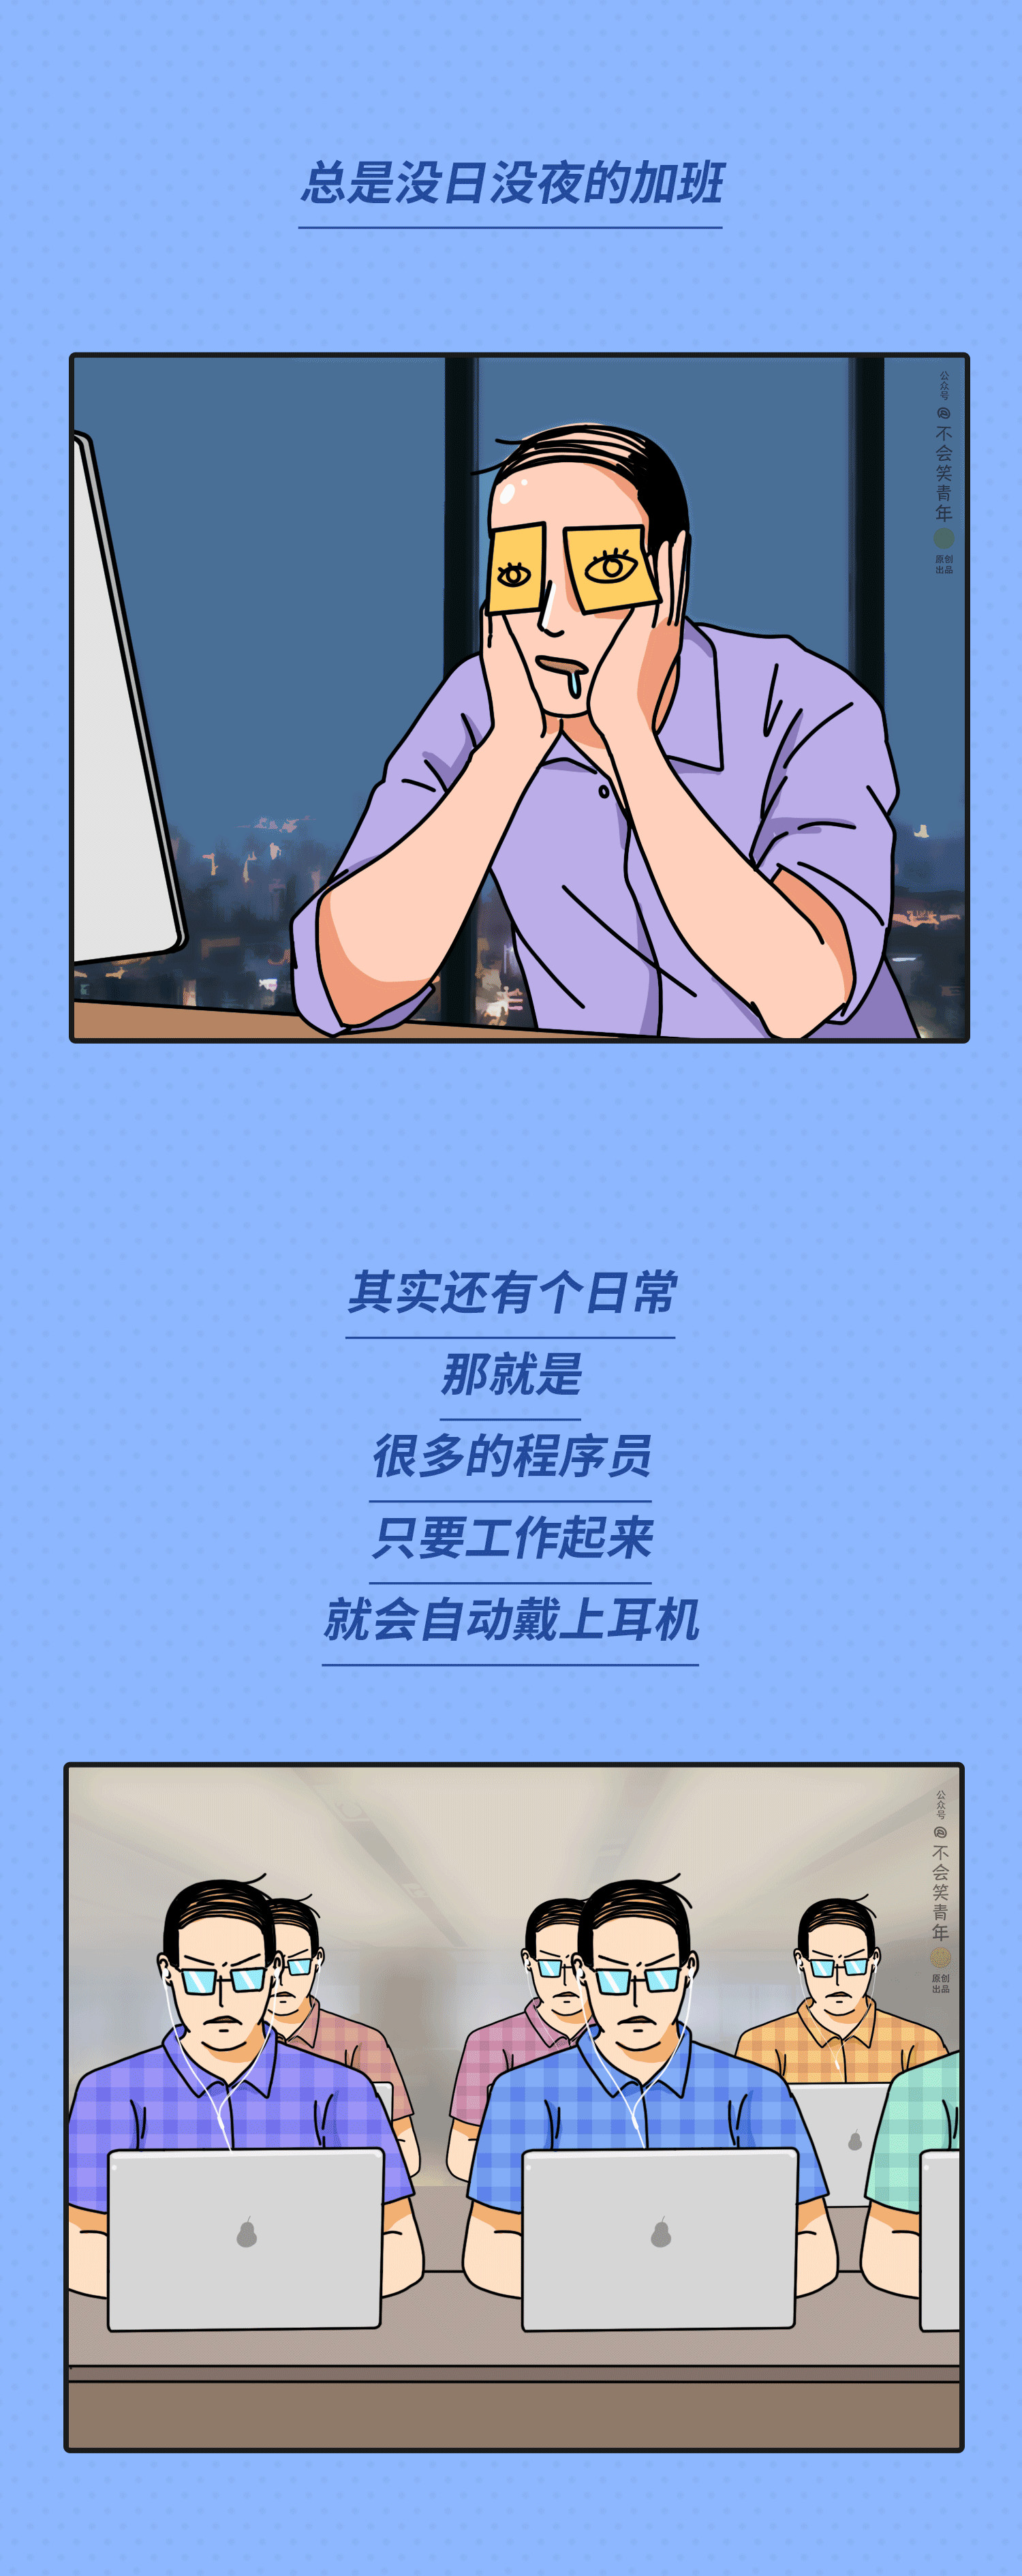 总是没日没夜的加班
公众号
不会笑青年
原创
出品
其实还有个日常
那就是
很多的程序员
只要工作起来
就会自动戴上耳机
公众号
不会笑青年
原创
出品